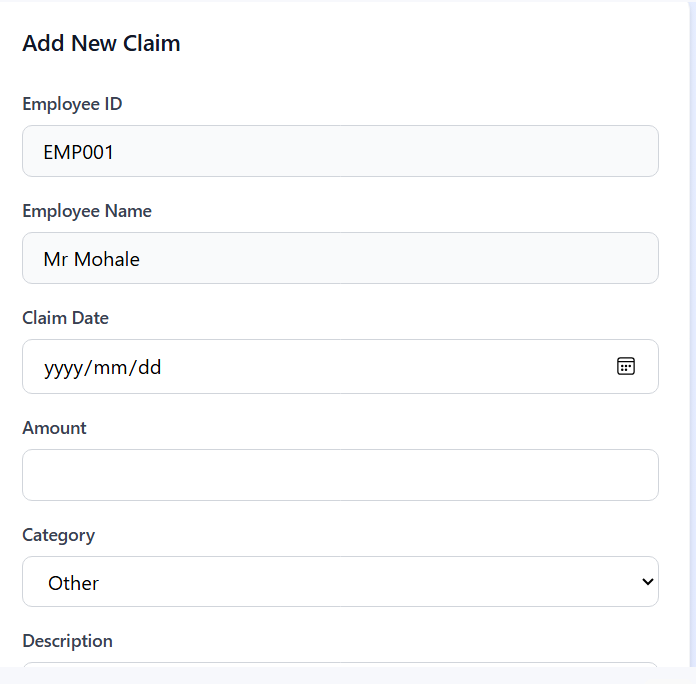 Add New Claim
Employee ID
EMP001
Employee Name
Mr Mohale
Claim Date
yyyy/mm/dd
Amount
Category
Other
Description